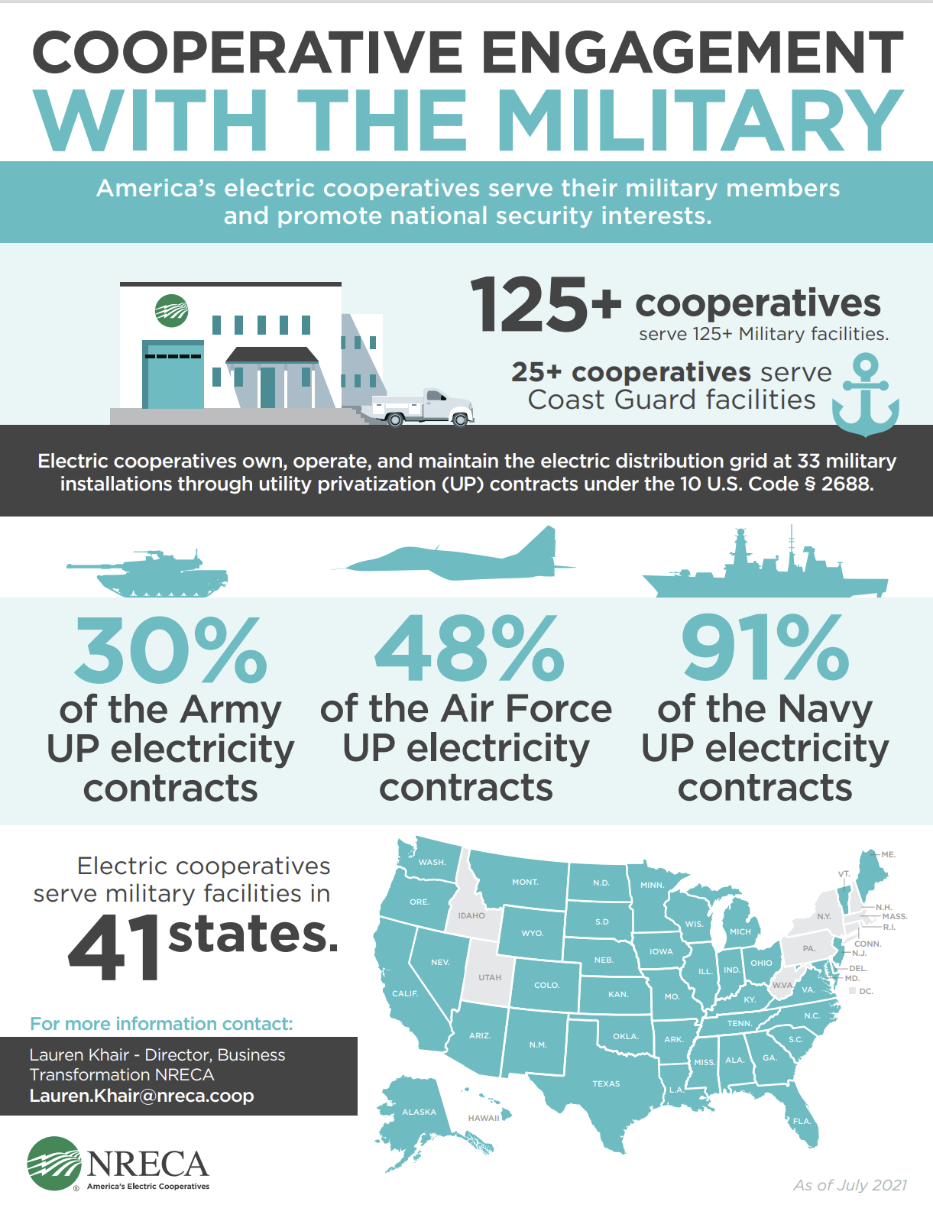 COOPERATIVE ENGAGEMENT
WITH THE MILITARY
America's electric cooperatives serve their military members
and promote national security interests.
125+ cooperatives
serve 125+ Military facilities.
25+ cooperatives serve
Coast Guard facilities
Electric cooperatives own, operate, and maintain the electric distribution grid at 33 military
installations through utility privatization (UP) contracts under the 10 U.S. Code § 2688.
30%
of the Army
UP electricity
contracts
48%
of the Air Force
UP electricity
contracts
91%
of the Navy
UP electricity
contracts
Electric cooperatives
serve military facilities in
41 states.
For more information contact:
Lauren Khair - Director, Business
Transformation NRECA
Lauren.Khair@nreca.coop
NRECA
America's Electric Cooperatives
®
WASH.
ORE.
IDAHO
MONT.
N.D.
MINN.
S.D
WYO.
NEV.
UTAH
CALIF.
COLO.
NEB.
KAN.
IOWA
WIS.
MICH
ILL.
IND.
OHIO
MO.
KY.
W.VA.
VA.
PA.
N.Y.
VT.
ME.
N.H.
MASS.
R.I.
CONN.
N.J.
DEL.
MD.
DC.
N.C.
TENN.
S.C.
ARK.
OKLA.
ARIZ.
N.M.
TEXAS
L.A.
MISS.
ALA.
GA.
FLA.
ALASKA
HAWAII
As of July 2021